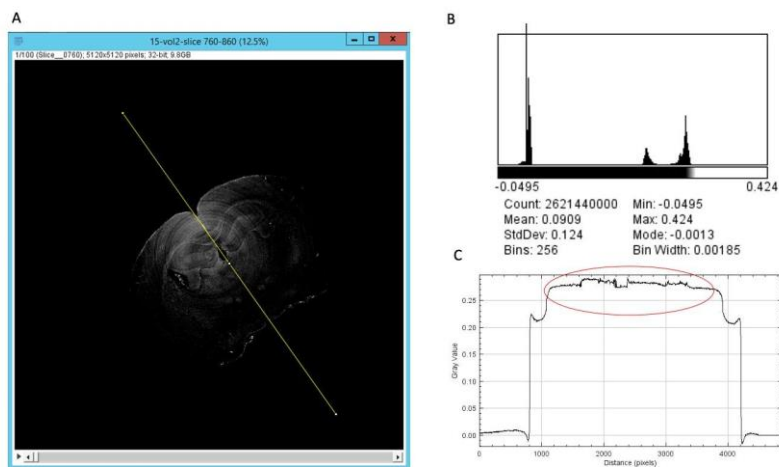 A
15-vol2-slice 760-860 (12.5%)
1/100 (Slice__0760); 5120x5120 pixels; 32-bit; 9.8GB
B
-0.0495 0.424
Count: 2621440000 Min: -0.0495
Mean: 0.0909 Max: 0.424
StdDev: 0.124 Mode: -0.0013
Bins: 256 Bin Width: 0.00185
C
0.25
0.20
0.15
0.10
0.05
0.00
Gray Value
0 1000 2000 3000 4000
Distance (pixels)